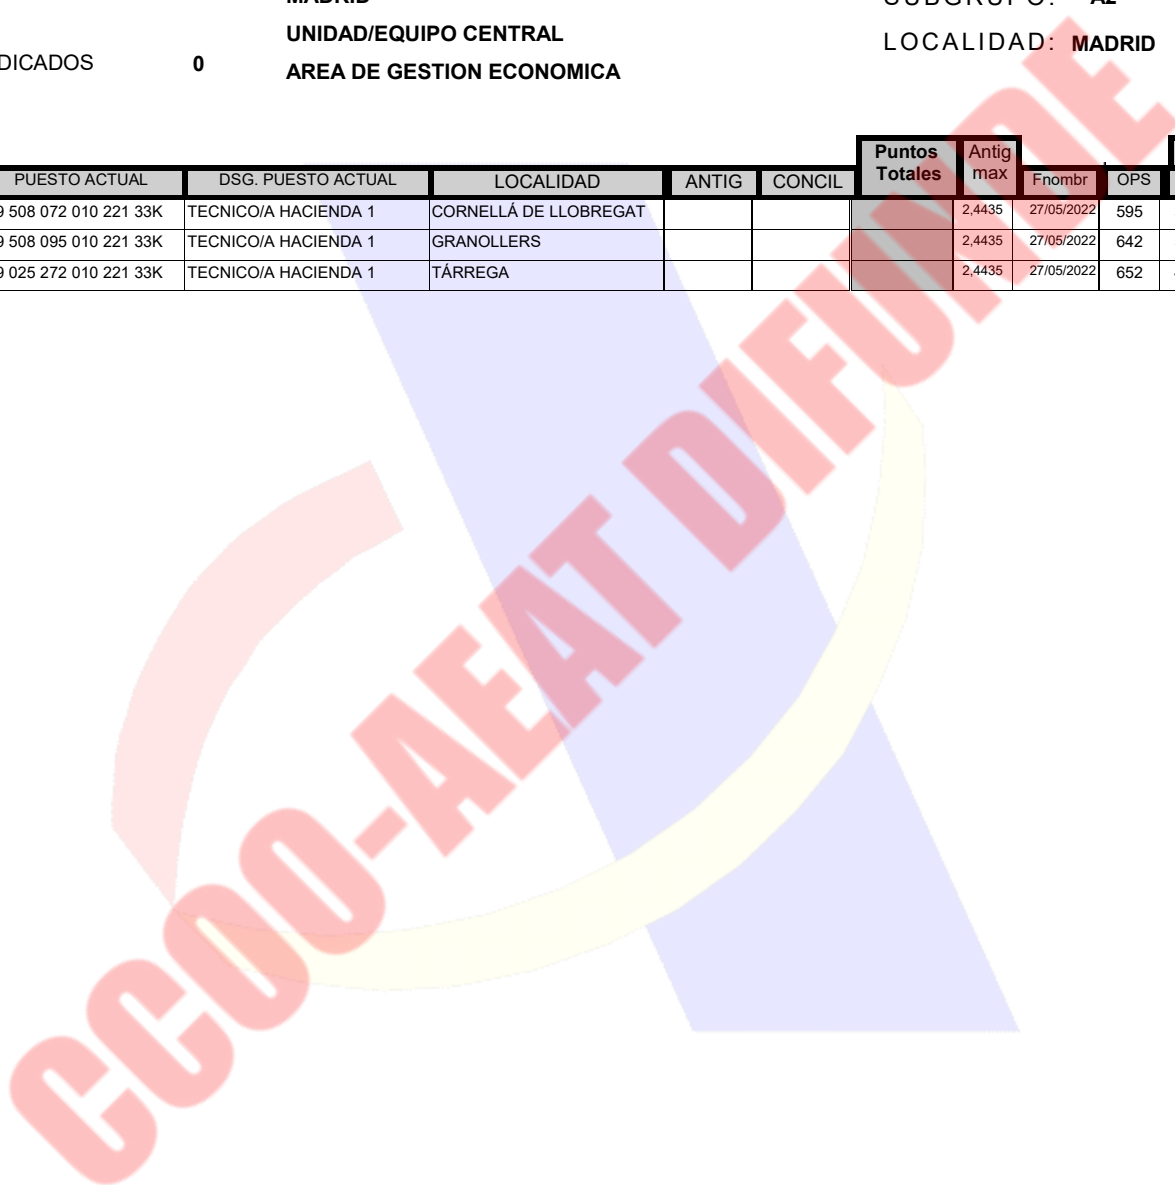 UNIDAD/EQUIPO CENTRAL
LOCALIDAD: MADRID
DICADOS 0
AREA DE GESTION ECONOMICA
Puntos Totales Antig max
PUESTO ACTUAL DSG. PUESTO ACTUAL LOCALIDAD ANTIG CONCIL Fnombr OPS
9 508 072 010 221 33K TECNICO/A HACIENDA 1 CORNELLÁ DE LLOBREGAT 2,4435 27/05/2022 595
9 508 095 010 221 33K TECNICO/A HACIENDA 1 GRANOLLERS 2,4435 27/05/2022 642
9 025 272 010 221 33K TECNICO/A HACIENDA 1 TÁRREGA 2,4435 27/05/2022 652
CCOO-AEAT DIFUNDE